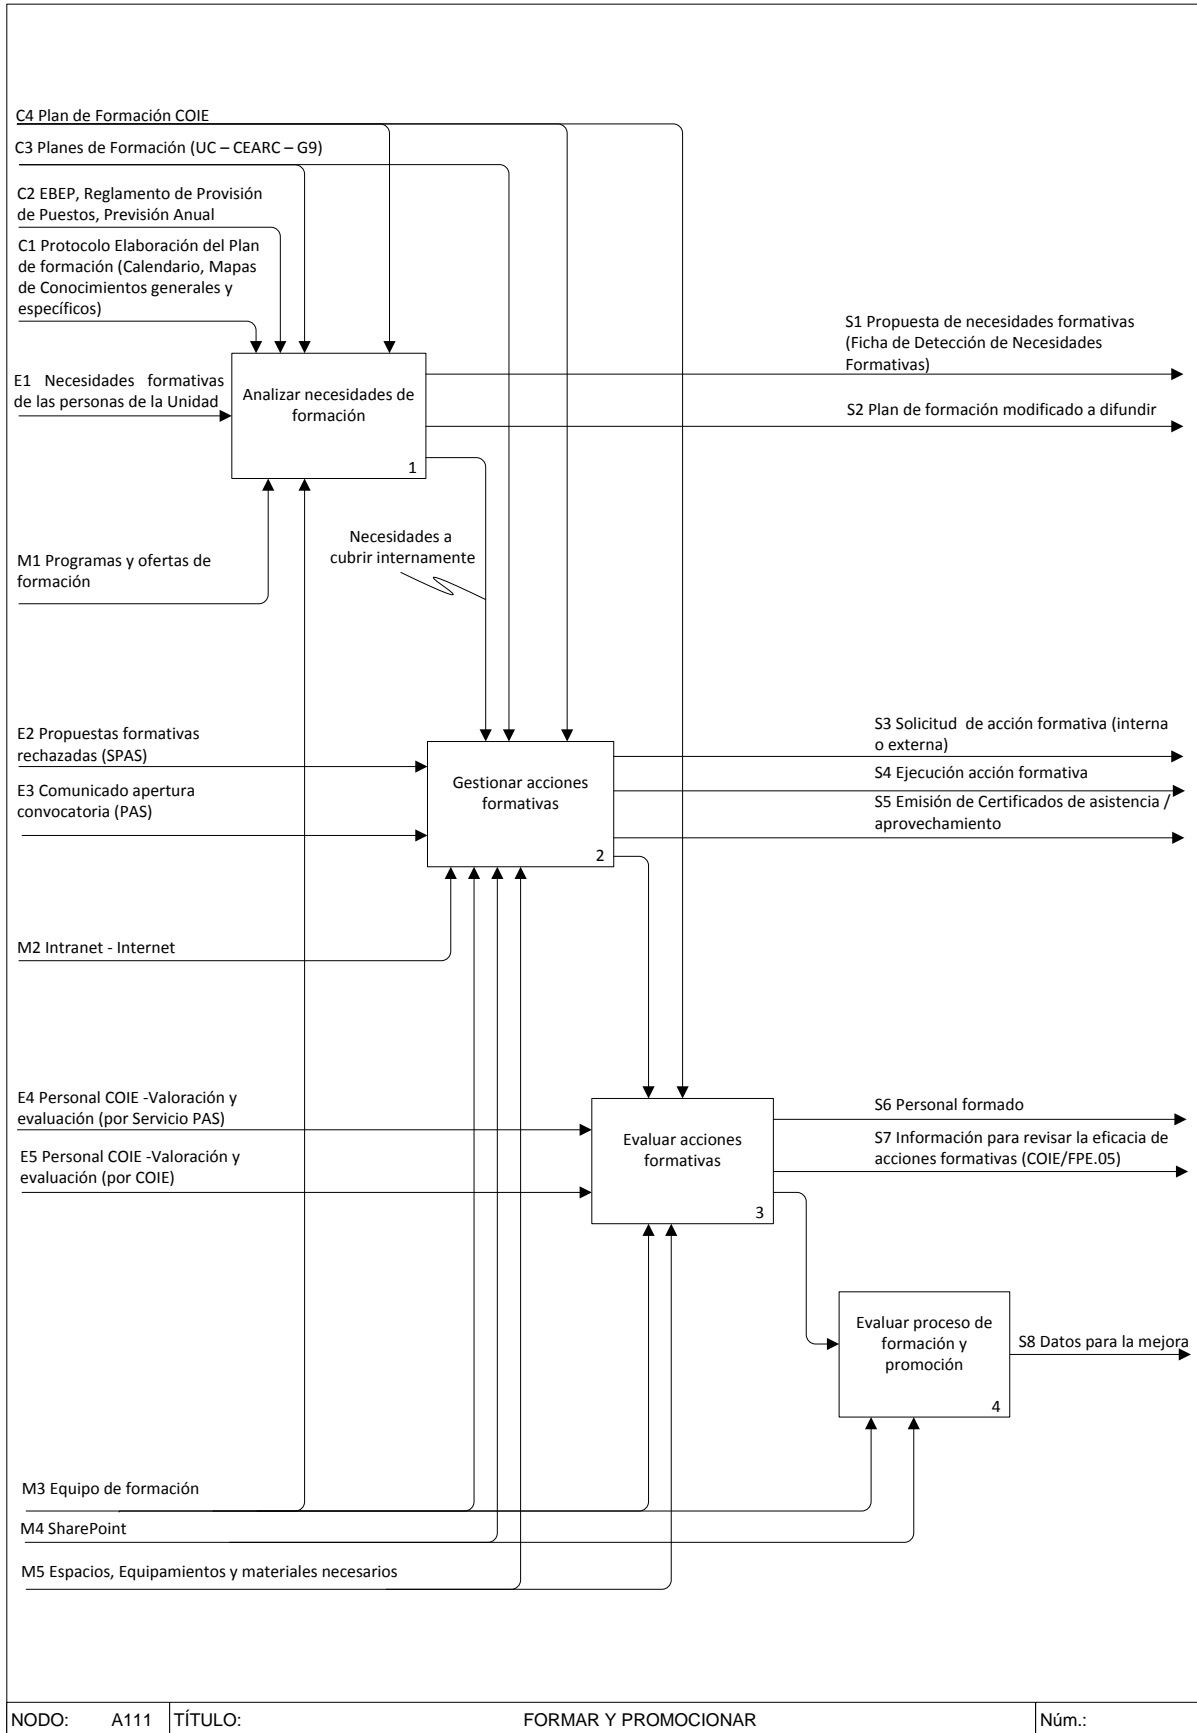 C4 Plan de Formación COIE
C3 Planes de Formación (UC – CEARC – G9)
C2 EBEP, Reglamento de Provisión
de Puestos, Previsión Anual
C1 Protocolo Elaboración del Plan
de formación (Calendario, Mapas
de Conocimientos generales y
específicos)
E1 Necesidades formativas
de las personas de la Unidad
Analizar necesidades de
formación
1
S1 Propuesta de necesidades formativas
(Ficha de Detección de Necesidades
Formativas)
S2 Plan de formación modificado a difundir
M1 Programas y ofertas de
formación
Necesidades a
cubrir internamente
E2 Propuestas formativas
rechazadas (SPAS)
E3 Comunicado apertura
convocatoria (PAS)
Gestionar acciones
formativas
2
S3 Solicitud de acción formativa (interna
o externa)
S4 Ejecución acción formativa
S5 Emisión de Certificados de asistencia /
aprovechamiento
M2 Intranet - Internet
E4 Personal COIE -Valoración y
evaluación (por Servicio PAS)
E5 Personal COIE -Valoración y
evaluación (por COIE)
Evaluar acciones
formativas
3
S6 Personal formado
S7 Información para revisar la eficacia de
acciones formativas (COIE/FPE.05)
Evaluar proceso de
formación y
promoción
4
S8 Datos para la mejora
M3 Equipo de formación
M4 SharePoint
M5 Espacios, Equipamientos y materiales necesarios
NODO: A111 TÍTULO: FORMAR Y PROMOCIONAR Núm.: